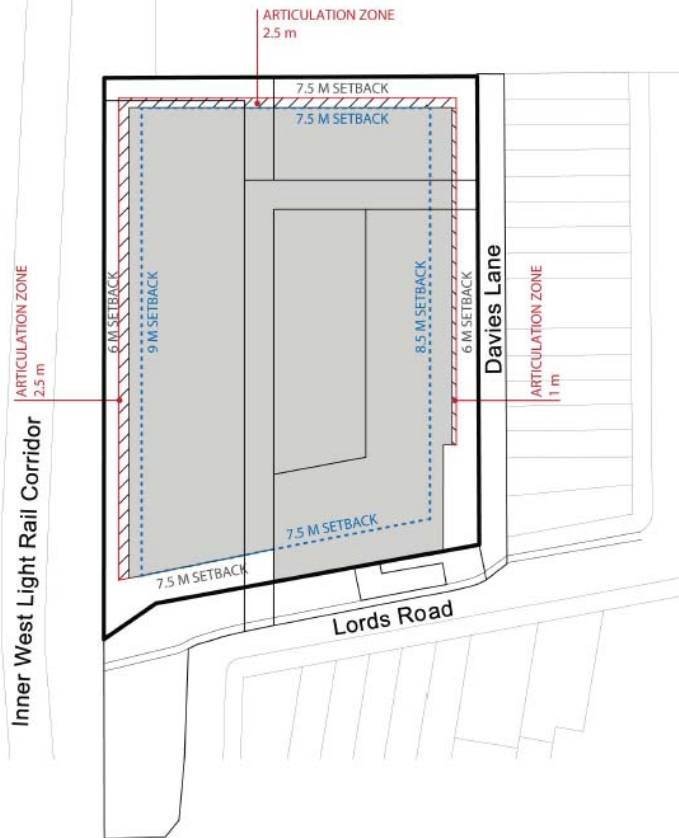 ARTICULATION ZONE
2.5 m
7.5 M SETBACK
7.5 M SETBACK
ARTICULATION ZONE
2.5 m
6 M SETBACK
9 M SETBACK
8.5 M SETBACK
6 M SETBACK
Davies Lane
ARTICULATION ZONE
1 m
Inner West Light Rail Corridor
7.5 M SETBACK
7.5 M SETBACK
Lords Road